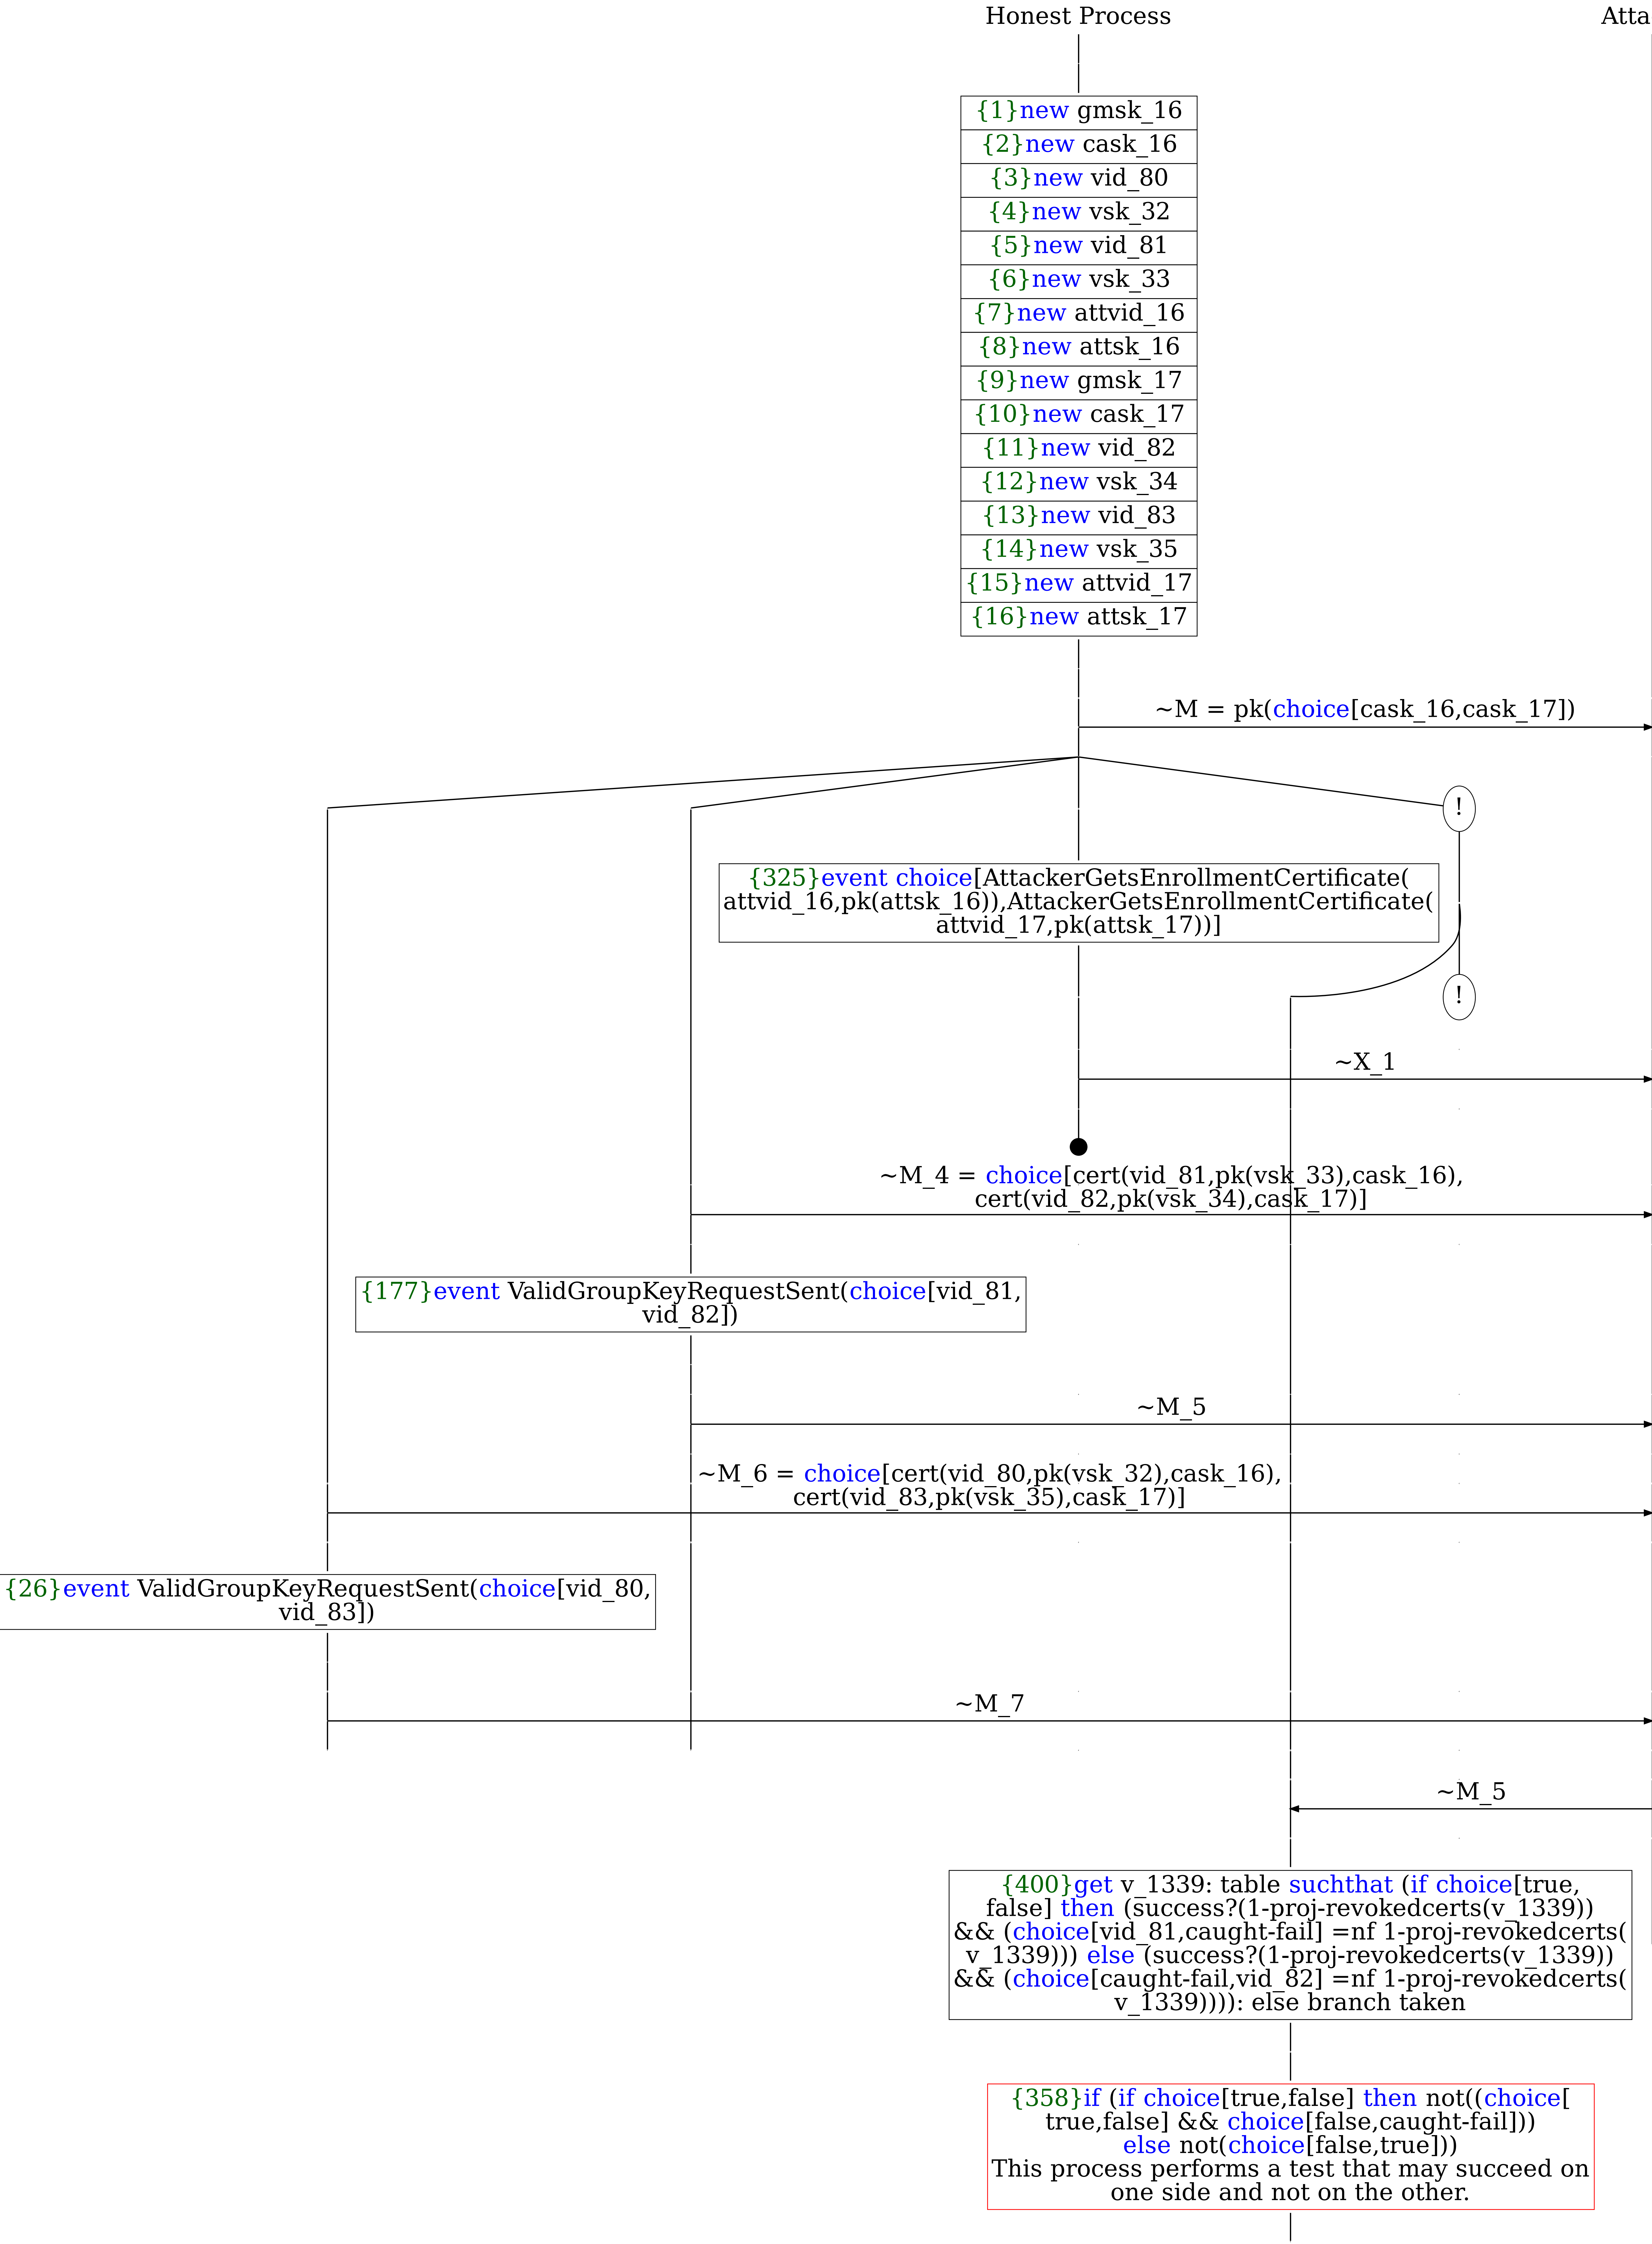 Honest Process
Atta
{1}new gmsk_16
{2}new cask_16
{3}new vid_80
{4}new vsk_32
{5}new vid_81
{6}new vsk_33
{7}new attvid_16
{8}new attsk_16
{9}new gmsk_17
{10}new cask_17
{11}new vid_82
{12}new vsk_34
{13}new vid_83
{14}new vsk_35
{15}new attvid_17
{16}new attsk_17
~M = pk(choice[cask_16,cask_17])
!
{325}event choice[AttackerGetsEnrollmentCertificate(
attvid_16,pk(attsk_16)),AttackerGetsEnrollmentCertificate(
attvid_17,pk(attsk_17))]
!
~X_1
~M_4 = choice[cert(vid_81,pk(vsk_33),cask_16),
cert(vid_82,pk(vsk_34),cask_17)]
{177}event ValidGroupKeyRequestSent(choice[vid_81,
vid_82])
~M_5
~M_6 = choice[cert(vid_80,pk(vsk_32),cask_16),
cert(vid_83,pk(vsk_35),cask_17)]
{26}event ValidGroupKeyRequestSent(choice[vid_80,
vid_83])
~M_7
~M_5
{400}get v_1339: table suchthat (if choice[true,
false] then (success?(1-proj-revokedcerts(v_1339))
&& (choice[vid_81,caught-fail] =nf 1-proj-revokedcerts(
v_1339))) else (success?(1-proj-revokedcerts(v_1339))
&& (choice[caught-fail,vid_82] =nf 1-proj-revokedcerts(
v_1339)))): else branch taken
{358}if (if choice[true,false] then not((choice[
true,false] && choice[false,caught-fail]))
else not(choice[false,true]))
This process performs a test that may succeed on
one side and not on the other.